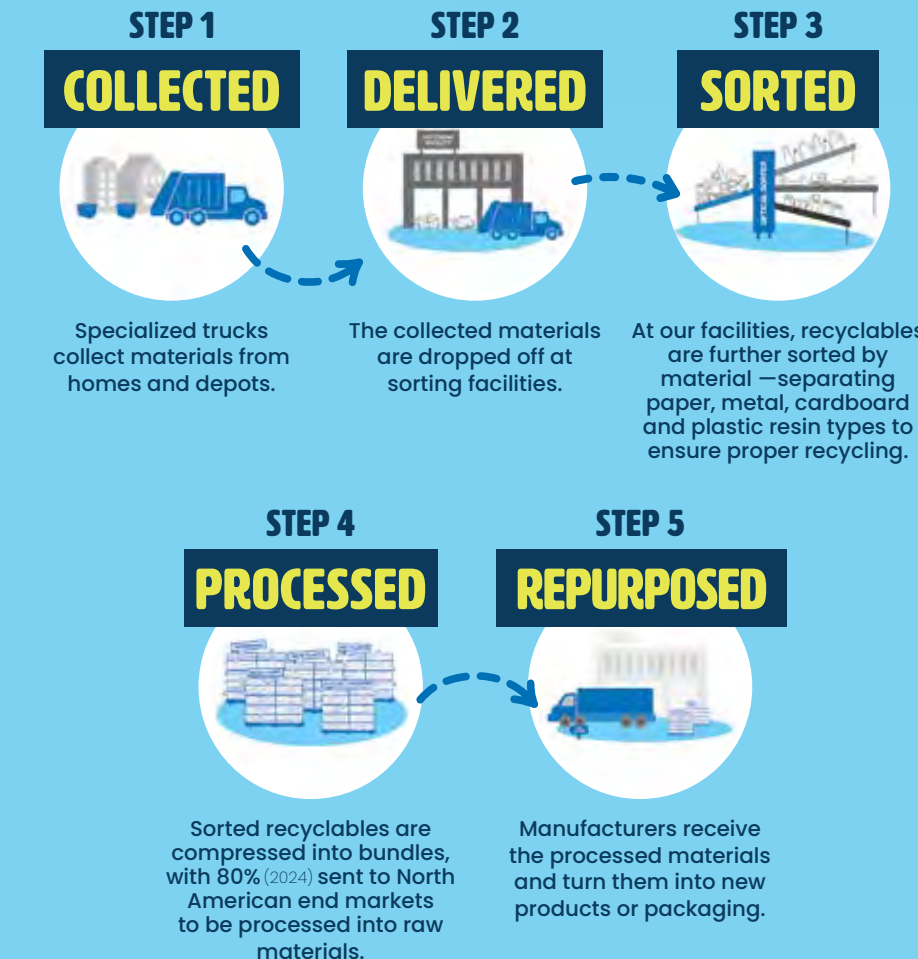 STEP 1
COLLECTED
Specialized trucks
collect materials from
homes and depots.
STEP 2
DELIVERED
The collected materials
are dropped off at
sorting facilities.
STEP 3
SORTED
OPTICAL SORTER
At our facilities, recyclables
are further sorted by
material —separating
paper, metal, cardboard
and plastic resin types to
ensure proper recycling.
STEP 4
PROCESSED
Sorted recyclables are
compressed into bundles,
with 80% (2024) sent to North
American end markets
to be processed into raw
materials.
STEP 5
REPURPOSED
Manufacturers receive
the processed materials
and turn them into new
products or packaging.